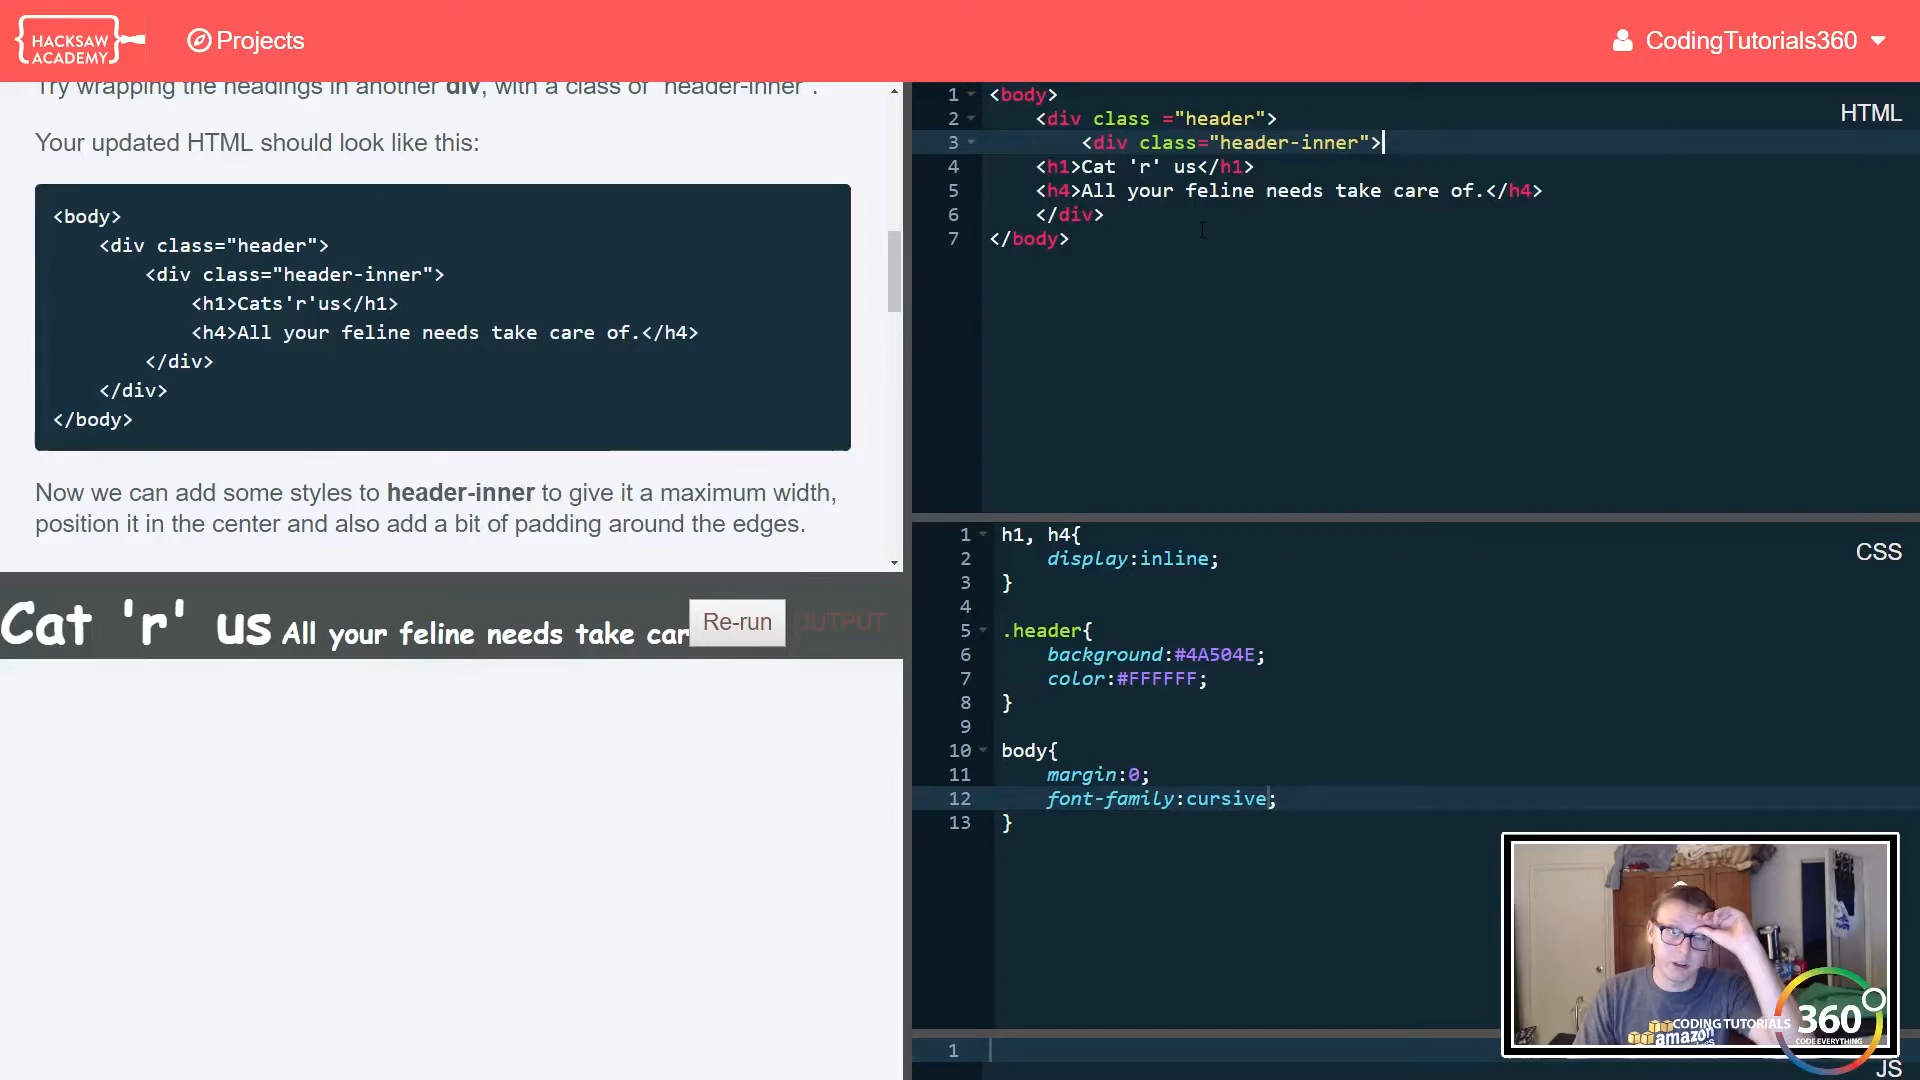 HACKSAW
ACADEMY
Projects
CodingTutorials360
Try wrapping the headings in another div, with a class of "header-inner".
Your updated HTML should look like this:
<body>
<div class="header">
<div class="header-inner">
<h1>Cats'r'us</h1>
<h4>All your feline needs take care of.</h4>
</div>
</div>
</body>
Now we can add some styles to header-inner to give it a maximum width,
position it in the center and also add a bit of padding around the edges.
Cat 'r' us All your feline needs take car
Re-run
OUTPUT
HTML
1 <body>
2 <div class ="header">
3 <div class="header-inner">
4 <h1>Cat 'r' us</h1>
5 <h4>All your feline needs take care of.</h4>
6 </div>
7 </body>
CSS
1 h1, h4{
2 display:inline;
3 }
4
5 .header{
6 background:#4A504E;
7 color:#FFFFFF;
8 }
9
10 body{
11 margin:0;
12 font-family:cursive;
13 }
1
JS
amazon
CODING TUTORIALS
360
CODE EVERYTHING